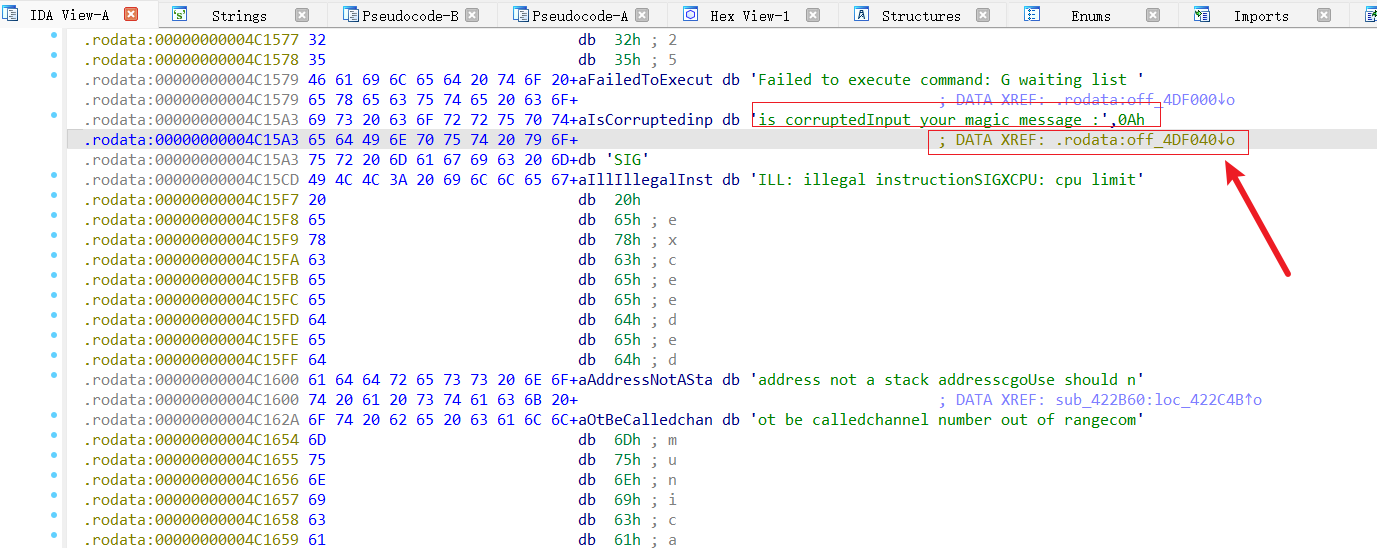 IDA View-A Strings Pseudocode-B Pseudocode-A Hex View-1 Structures Enums Imports
.rodata:00000000004C1577 32 db 32h ; 2
.rodata:00000000004C1578 35 db 35h ; 5
.rodata:00000000004C1579 46 61 69 6C 65 64 20 74 6F 20+aFailedToExecut db 'Failed to execute command: G waiting list '
.rodata:00000000004C1579 65 78 65 63 75 74 65 20 63 6F+ ; DATA XREF: .rodata:off_4DF000↓o
.rodata:00000000004C15A3 69 73 20 63 6F 72 72 75 70 74+aIsCorruptedinp db 'is corruptedInput your magic message :',0Ah
.rodata:00000000004C15A3 65 64 49 6E 70 75 74 20 79 6F+ ; DATA XREF: .rodata:off_4DF040↓o
.rodata:00000000004C15A3 75 72 20 6D 61 67 69 63 20 6D+db 'SIG'
.rodata:00000000004C15CD 49 4C 4C 3A 20 69 6C 6C 65 67+aIllIllegalInst db 'ILL: illegal instructionSIGXCPU: cpu limit'
.rodata:00000000004C15F7 20 db 20h
.rodata:00000000004C15F8 65 db 65h ; e
.rodata:00000000004C15F9 78 db 78h ; x
.rodata:00000000004C15FA 63 db 63h ; c
.rodata:00000000004C15FB 65 db 65h ; e
.rodata:00000000004C15FC 65 db 65h ; e
.rodata:00000000004C15FD 64 db 64h ; d
.rodata:00000000004C15FE 65 db 65h ; e
.rodata:00000000004C15FF 64 db 64h ; d
.rodata:00000000004C1600 61 64 64 72 65 73 73 20 6E 6F+aAddressNotASta db 'address not a stack addresscgoUse should n'
.rodata:00000000004C1600 74 20 61 20 73 74 61 63 6B 20+ ; DATA XREF: sub_422B60:loc_422C4B↑o
.rodata:00000000004C162A 6F 74 20 62 65 20 63 61 6C 6C+aOtBeCalledchan db 'ot be calledchannel number out of rangecom'
.rodata:00000000004C1654 6D db 6Dh ; m
.rodata:00000000004C1655 75 db 75h ; u
.rodata:00000000004C1656 6E db 6Eh ; n
.rodata:00000000004C1657 69 db 69h ; i
.rodata:00000000004C1658 63 db 63h ; c
.rodata:00000000004C1659 61 db 61h ; a